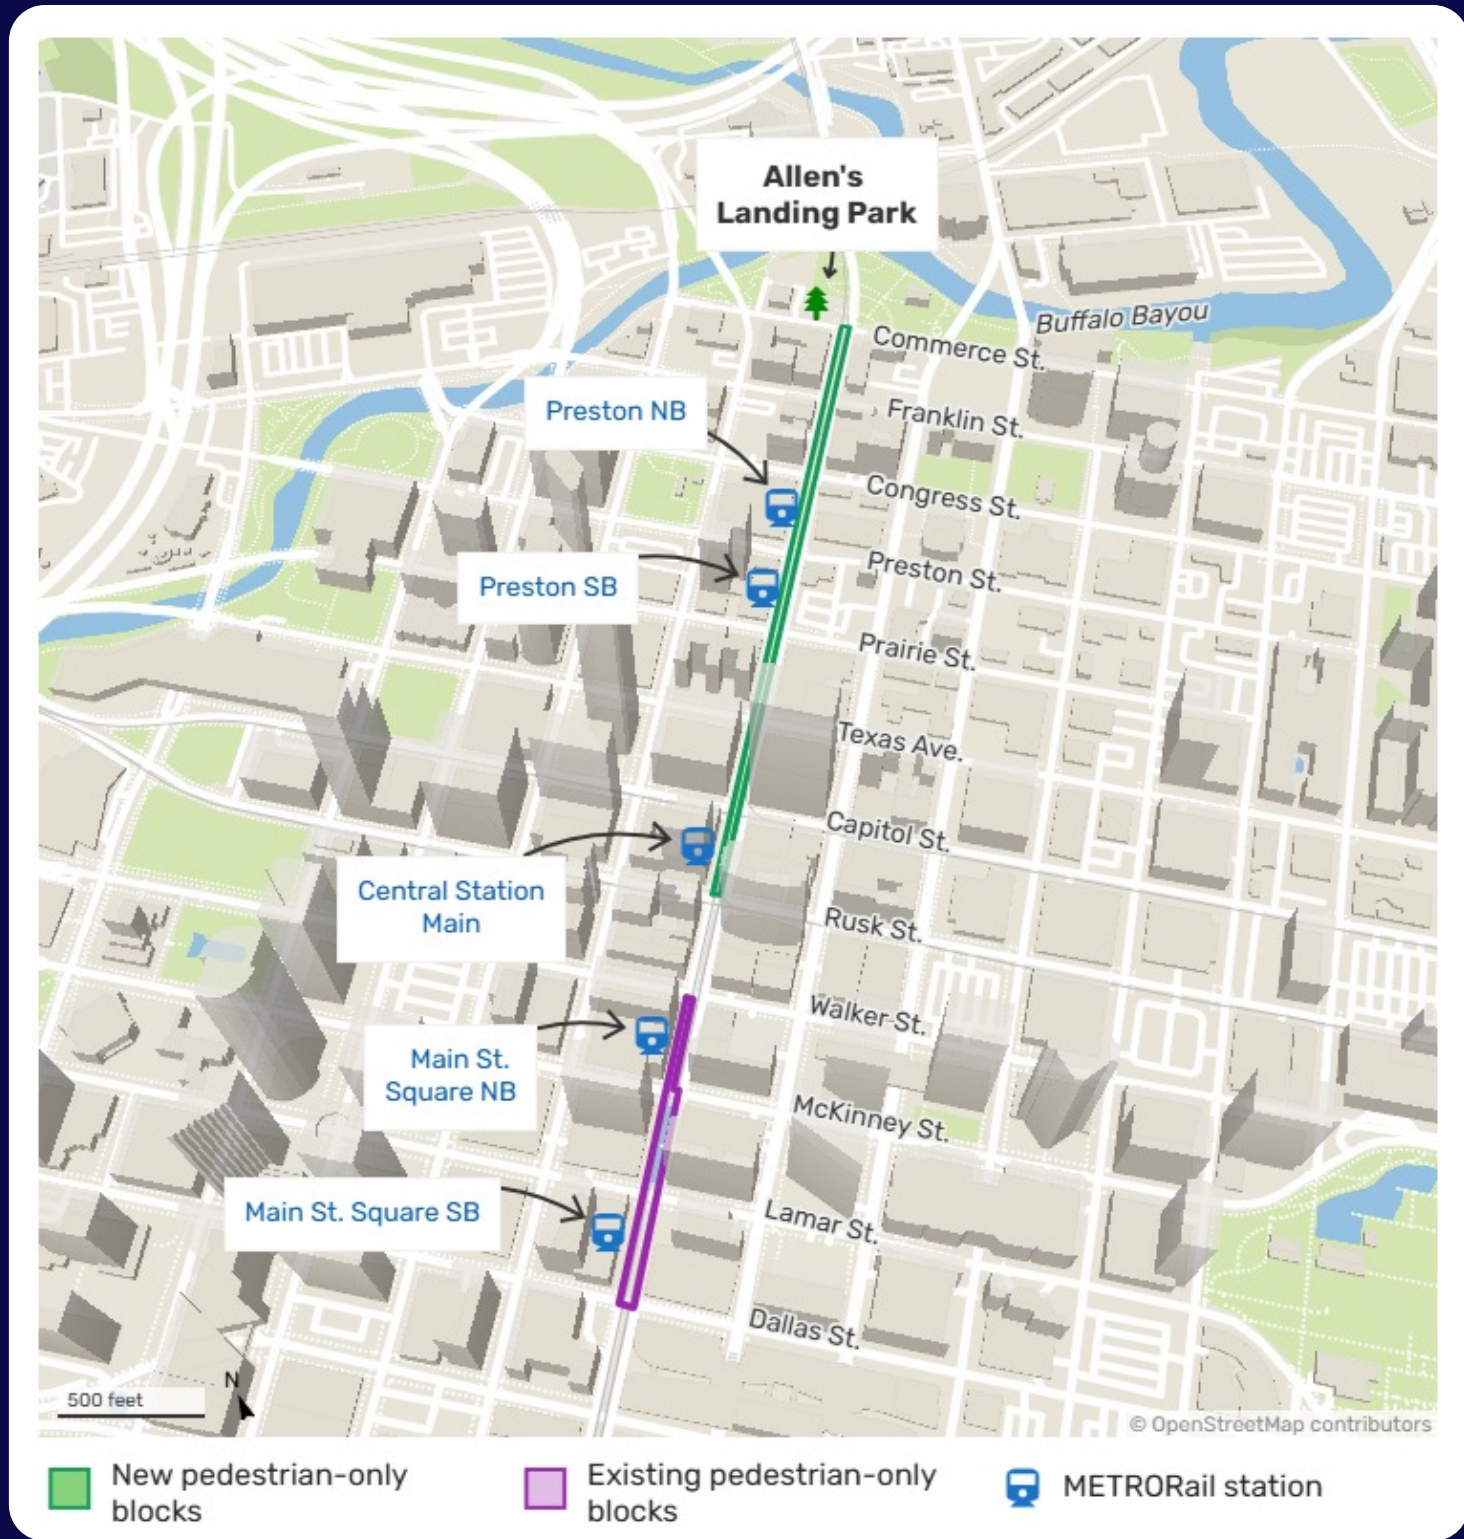 Allen's
Landing Park
Buffalo Bayou
Commerce St.
Preston NB
Franklin St.
Congress St.
Preston SB
Preston St.
Prairie St.
Texas Ave.
Capitol St.
Central Station
Main
Rusk St.
Walker St.
Main St.
Square NB
McKinney St.
Main St. Square SB
Lamar St.
Dallas St.
N
500 feet
© OpenStreetMap contributors
New pedestrian-only
blocks
Existing pedestrian-only
blocks
METRORail station